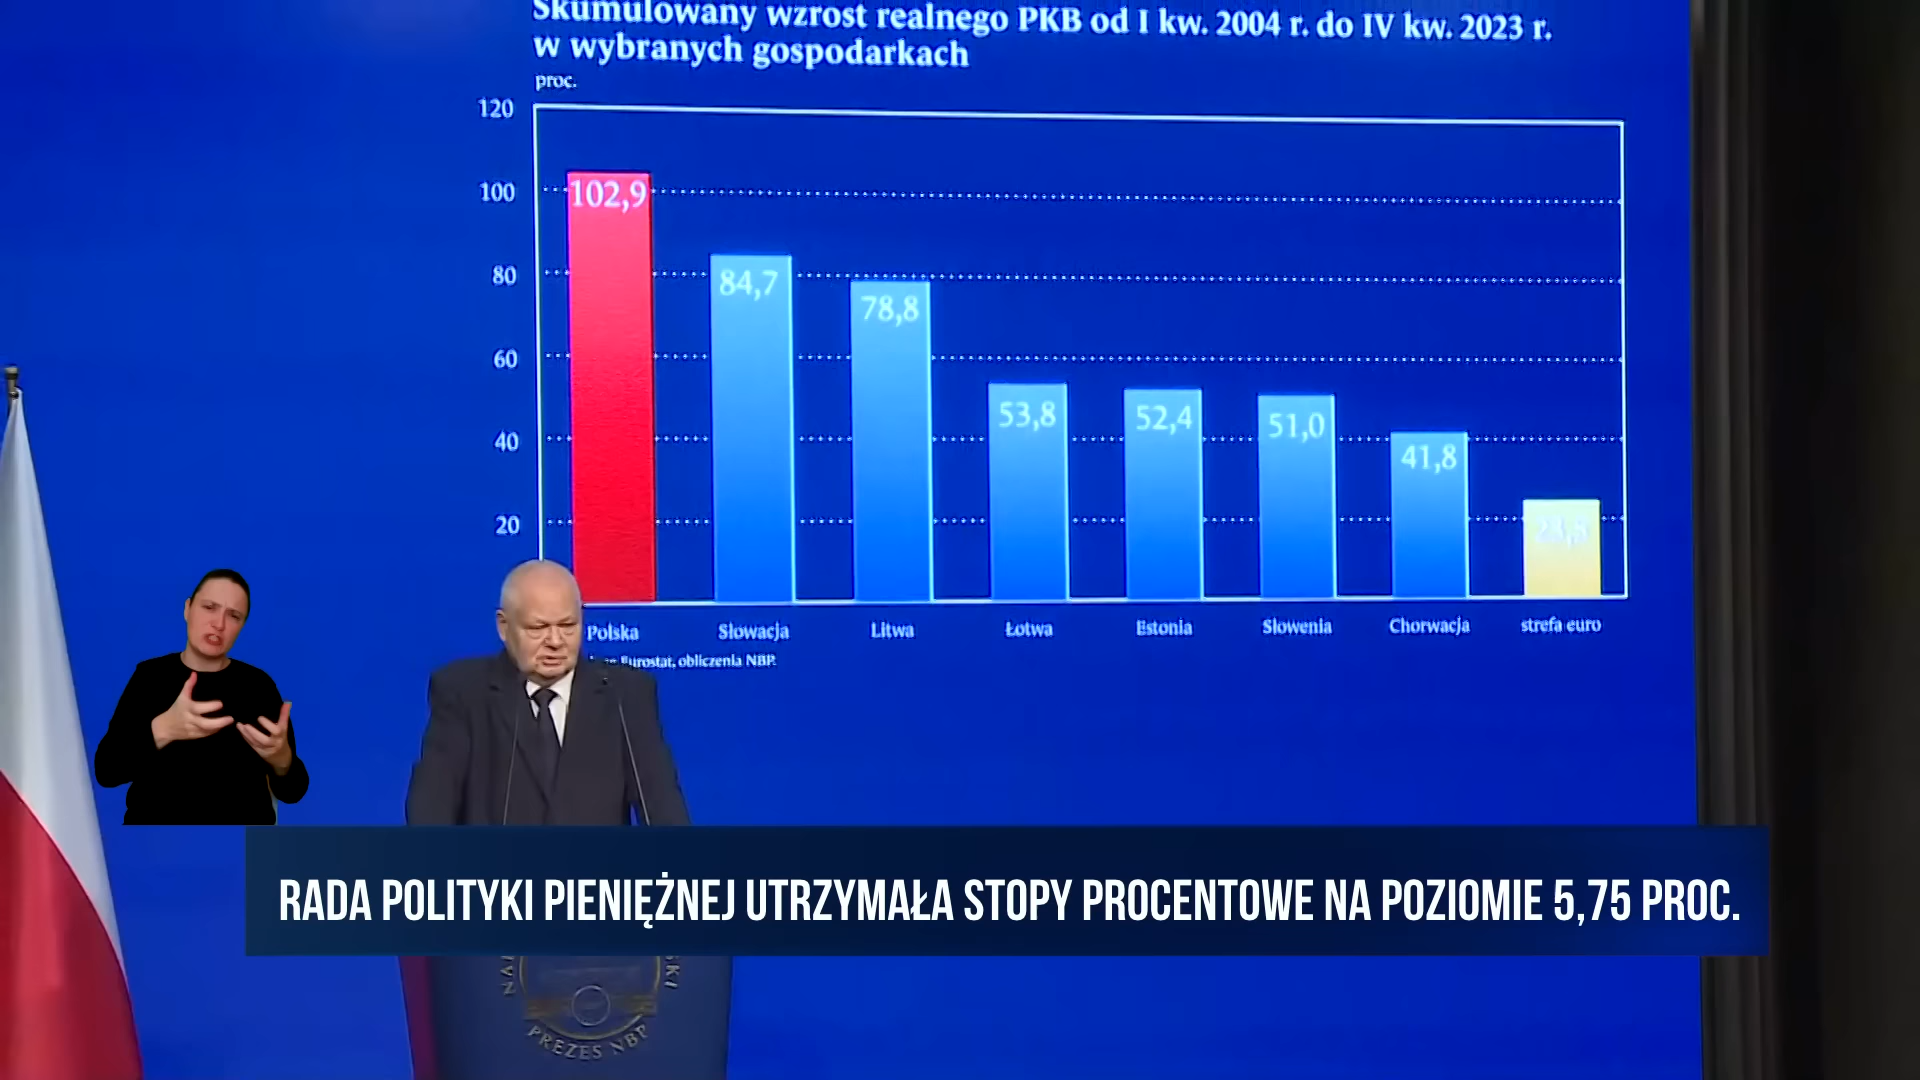 Skumulowany wzrost realnego PKB od I kw. 2004 r. do IV kw. 2023 r.
w wybranych gospodarkach
proc.
120
100
80
60
40
20
102,9
84,7
78,8
53,8
52,4
51,0
41,8
Polska
Słowacja
Litwa
Łotwa
Estonia
Słowenia
Chorwacja
strefa euro
Eurostat, obliczenia NBP.
RADA POLITYKI PIENIĘŻNEJ UTRZYMAŁA STOPY PROCENTOWE NA POZIOMIE 5,75 PROC.
PREZES NBP